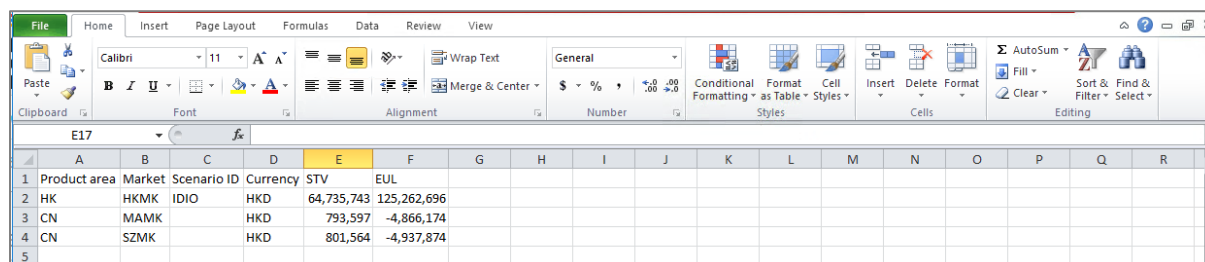 File Home Insert Page Layout Formulas Data Review View
Calibri 11 A A Wrap Text General Σ AutoSum
Paste B I U A Merge & Center $ % , .0 .00 .00 .0 Conditional Formatting Format as Table Cell Styles Insert Delete Format Fill Clear Sort & Filter Find & Select
Clipboard Font Alignment Number Styles Cells Editing
E17 fx
A B C D E F G H I J K L M N O P Q R
1 Product area Market Scenario ID Currency STV EUL
2 HK HKMK IDIO HKD 64,735,743 125,262,696
3 CN MAMK HKD 793,597 -4,866,174
4 CN SZMK HKD 801,564 -4,937,874
5